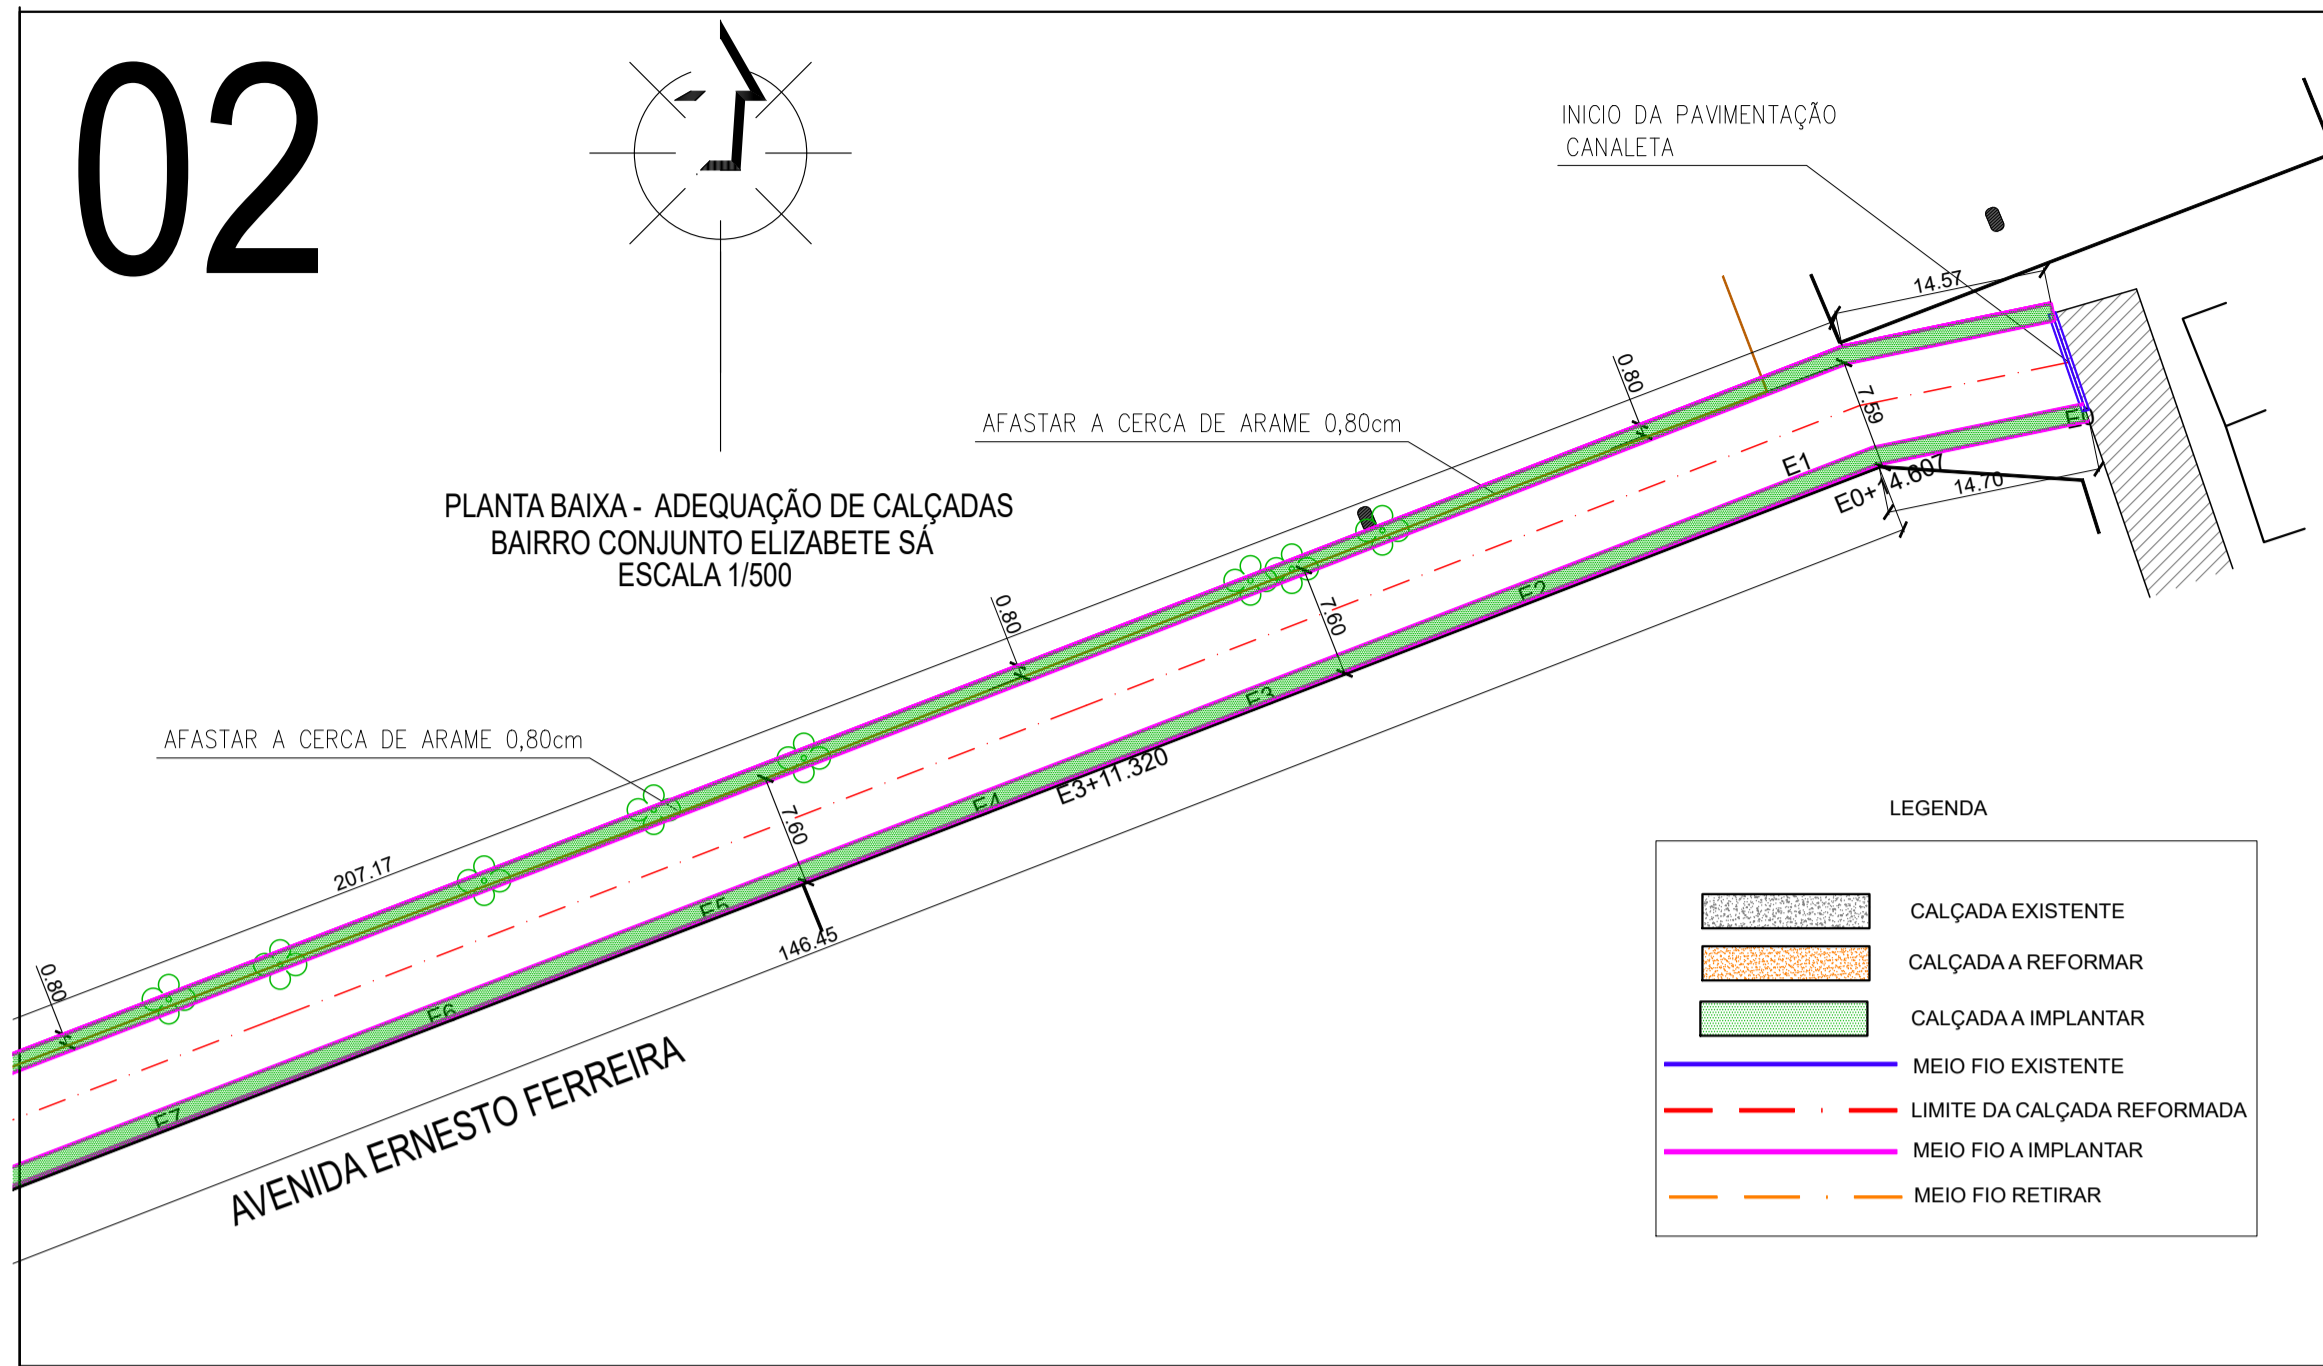 02
INICIO DA PAVIMENTAÇÃO
CANALETA
14.57
0.80
7.59
AFASTAR A CERCA DE ARAME 0,80cm
E0
E1
E0+14.607
14.70
PLANTA BAIXA - ADEQUAÇÃO DE CALÇADAS
BAIRRO CONJUNTO ELIZABETE SÁ
ESCALA 1/500
0.80
7.60
E2
E3
AFASTAR A CERCA DE ARAME 0,80cm
E3+11.320
E4
7.60
207.17
E5
146.45
0.80
E6
E7
AVENIDA ERNESTO FERREIRA
LEGENDA
CALÇADA EXISTENTE
CALÇADA A REFORMAR
CALÇADA A IMPLANTAR
MEIO FIO EXISTENTE
LIMITE DA CALÇADA REFORMADA
MEIO FIO A IMPLANTAR
MEIO FIO RETIRAR